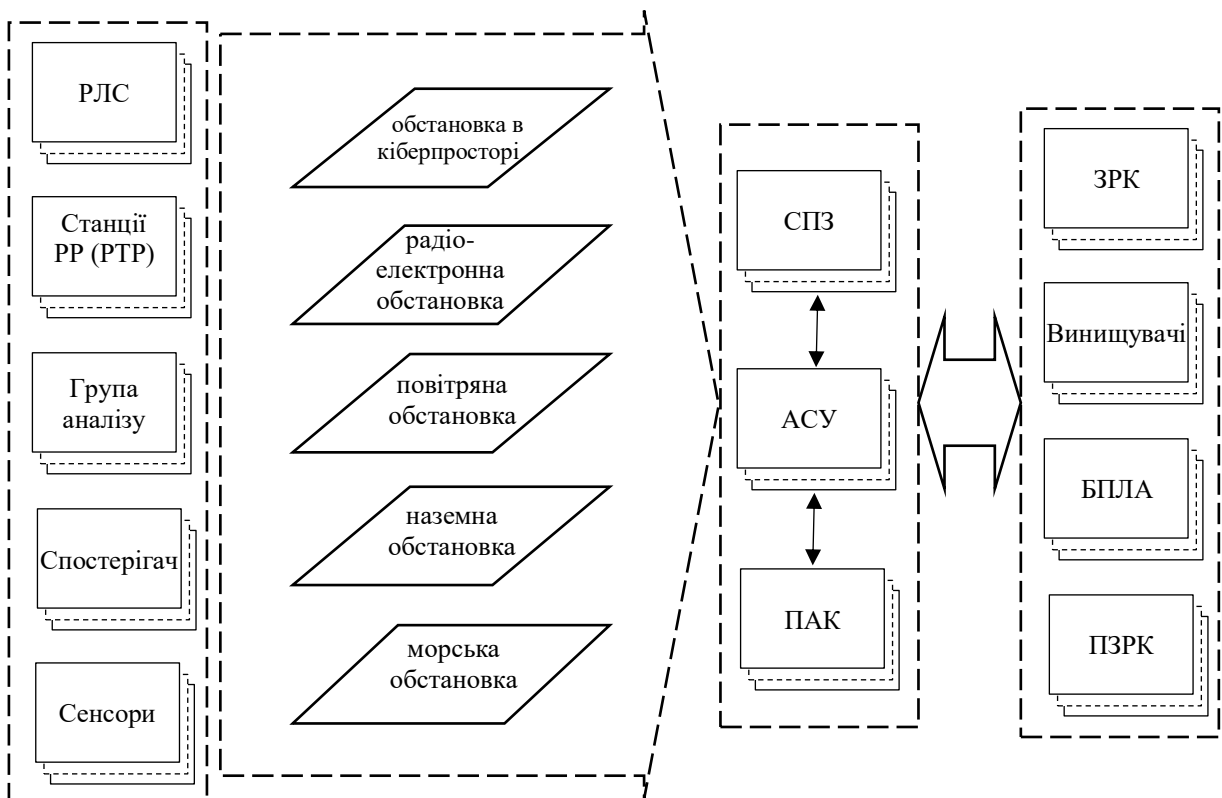 РЛС
Станції
РР (РТР)
Група
аналізу
Спостерігач
Сенсори
обстановка в
кіберпросторі
радіо-
електронна
обстановка
повітряна
обстановка
наземна
обстановка
морська
обстановка
СПЗ
АСУ
ПАК
ЗРК
Винищувачі
БПЛА
ПЗРК